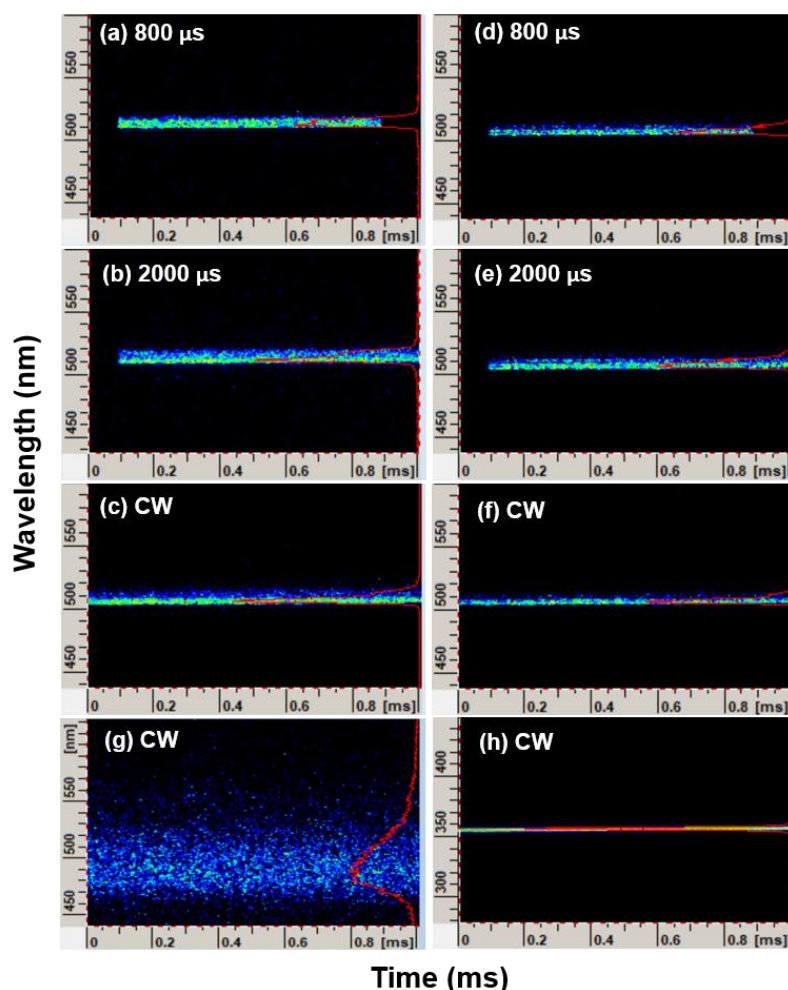 (a) 800 µs
550
500
450
0 0.2 0.4 0.6 0.8 [ms]
(d) 800 µs
550
500
450
0 0.2 0.4 0.6 0.8 [ms]
(b) 2000 µs
550
500
450
0 0.2 0.4 0.6 0.8 [ms]
(e) 2000 µs
550
500
450
0 0.2 0.4 0.6 0.8 [ms]
Wavelength (nm)
(c) CW
550
500
450
0 0.2 0.4 0.6 0.8 [ms]
(f) CW
550
500
450
0 0.2 0.4 0.6 0.8 [ms]
(g) CW
[nm]
550
500
450
0 0.2 0.4 0.6 0.8 [ms]
(h) CW
400
350
300
0 0.2 0.4 0.6 0.8 [ms]
Time (ms)